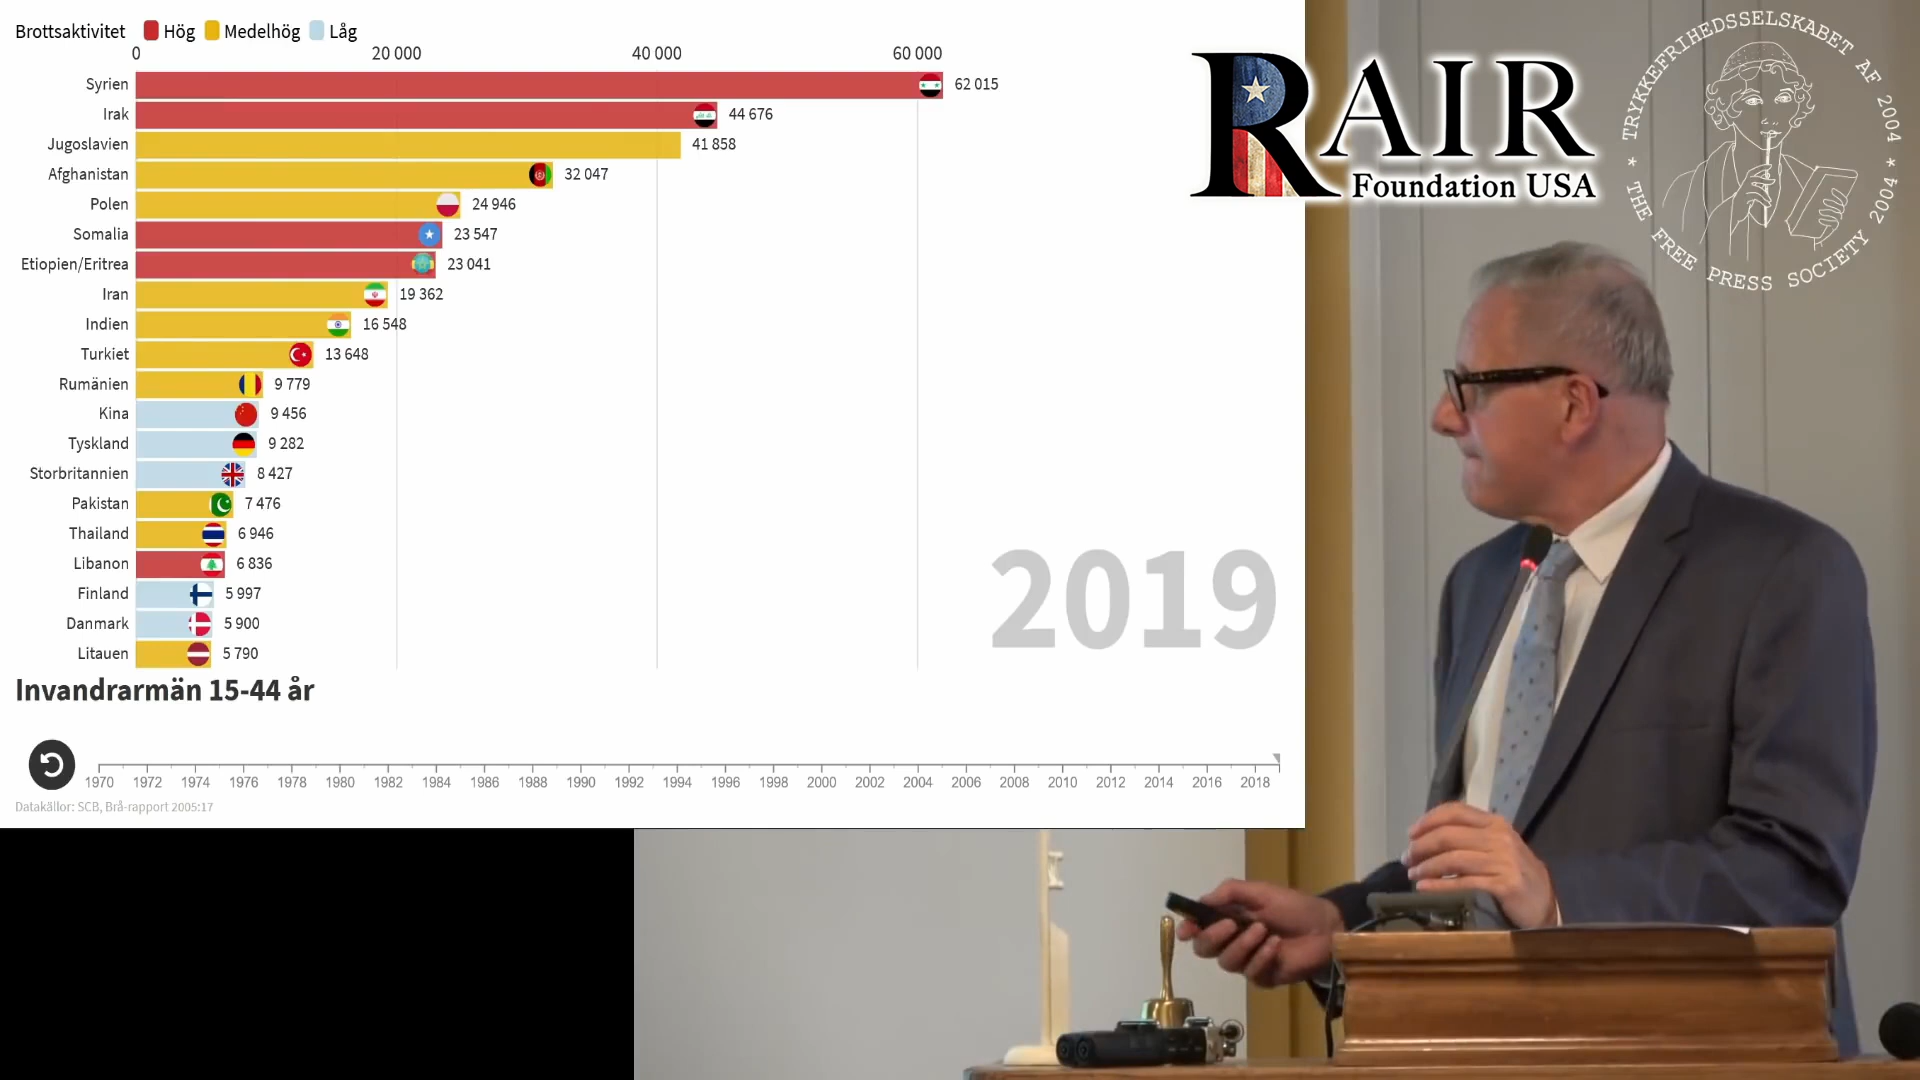 Brottsaktivitet Hög Medelhög Låg
0 20 000 40 000 60 000
Syrien 62 015
Irak 44 676
Jugoslavien 41 858
Afghanistan 32 047
Polen 24 946
Somalia 23 547
Etiopien/Eritrea 23 041
Iran 19 362
Indien 16 548
Turkiet 13 648
Rumänien 9 779
Kina 9 456
Tyskland 9 282
Storbritannien 8 427
Pakistan 7 476
Thailand 6 946
Libanon 6 836
Finland 5 997
Danmark 5 900
Litauen 5 790
2019
Invandrarmän 15-44 år
1970 1972 1974 1976 1978 1980 1982 1984 1986 1988 1990 1992 1994 1996 1998 2000 2002 2004 2006 2008 2010 2012 2014 2016 2018
Datakällor: SCB, Brå-rapport 2005:17
RAIR
Foundation USA
TRYKKEFRIHEDSSELSKABET AF 2004 *
* THE FREE PRESS SOCIETY 2004